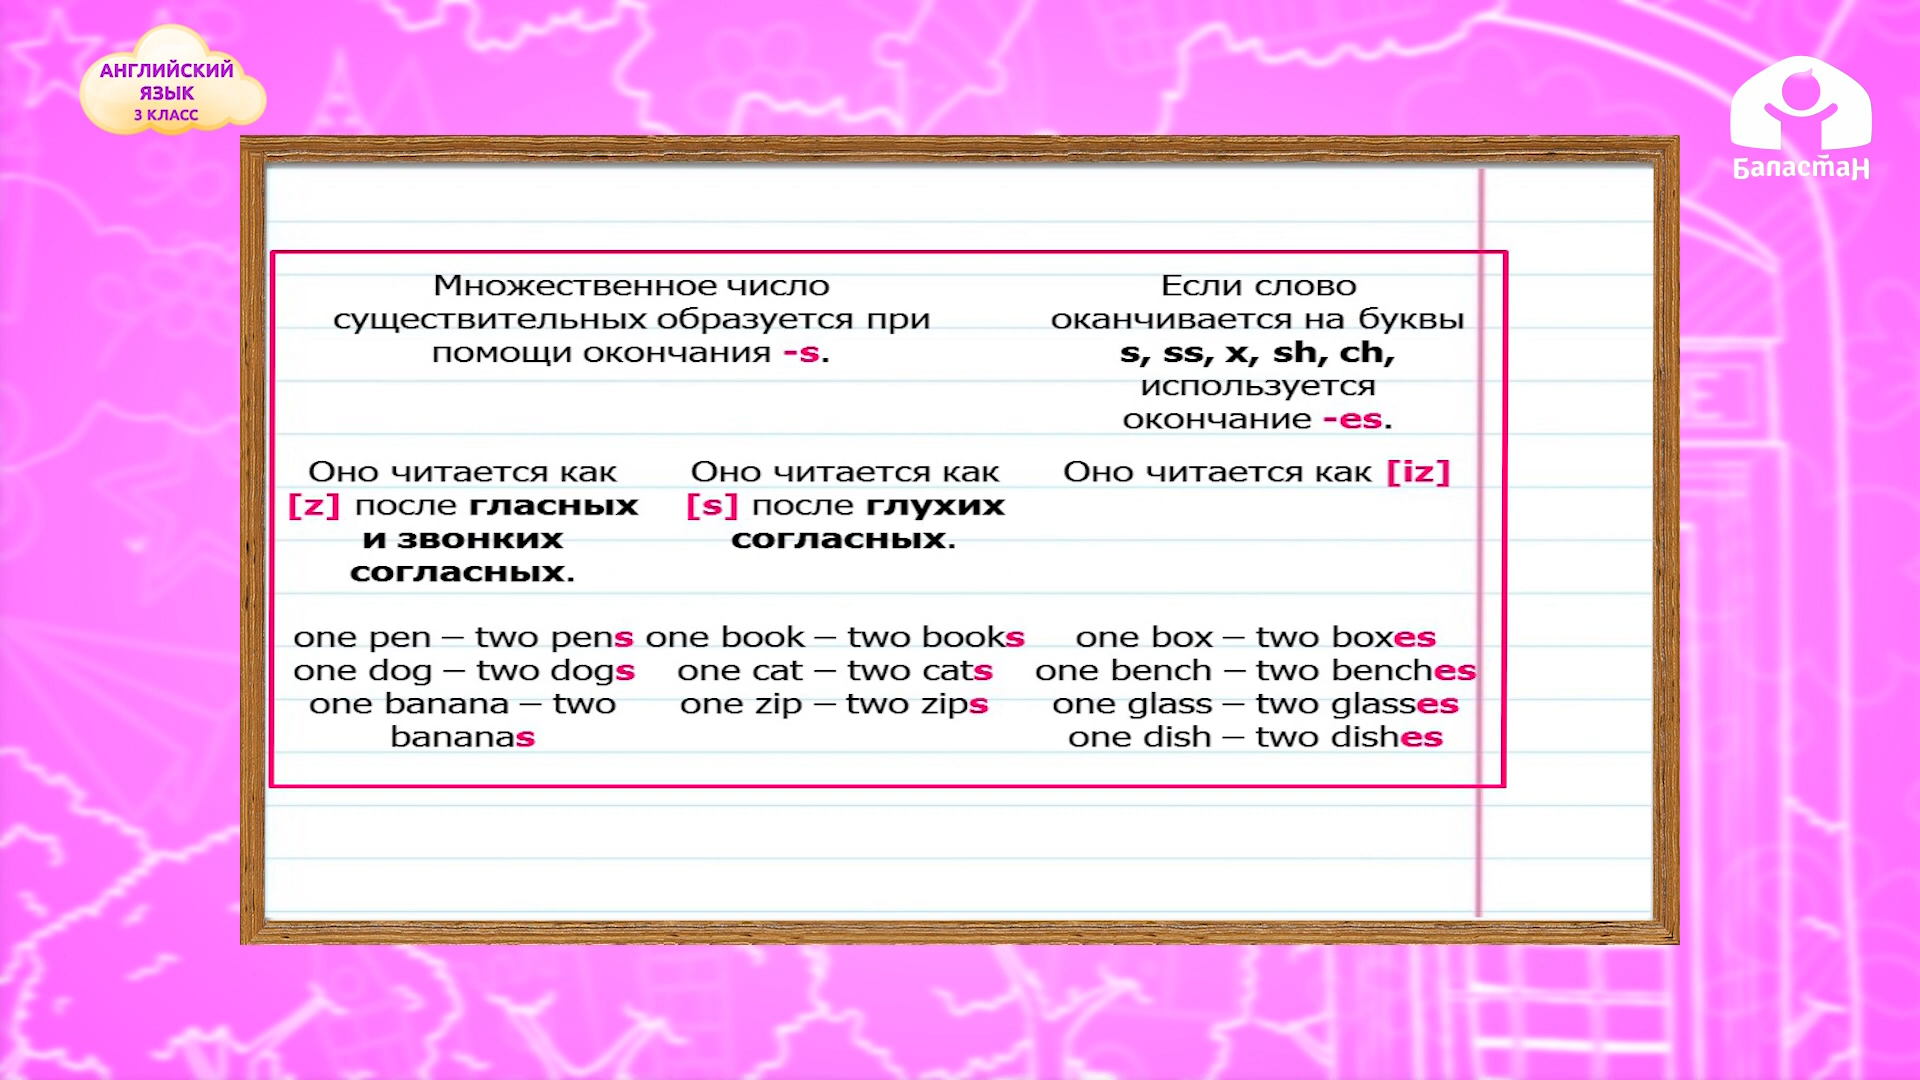 АНГЛИЙСКИЙ
ЯЗЫК
3 КЛАСС
Баластан
Множественное число
существительных образуется при
помощи окончания -s.
Если слово
оканчивается на буквы
s, ss, x, sh, ch,
используется
окончание -es.
Оно читается как
[z] после гласных
и звонких
согласных.
Оно читается как
[s] после глухих
согласных.
Оно читается как [iz]
one pen – two pens
one dog – two dogs
one banana – two
bananas
one book – two books
one cat – two cats
one zip – two zips
one box – two boxes
one bench – two benches
one glass – two glasses
one dish – two dishes